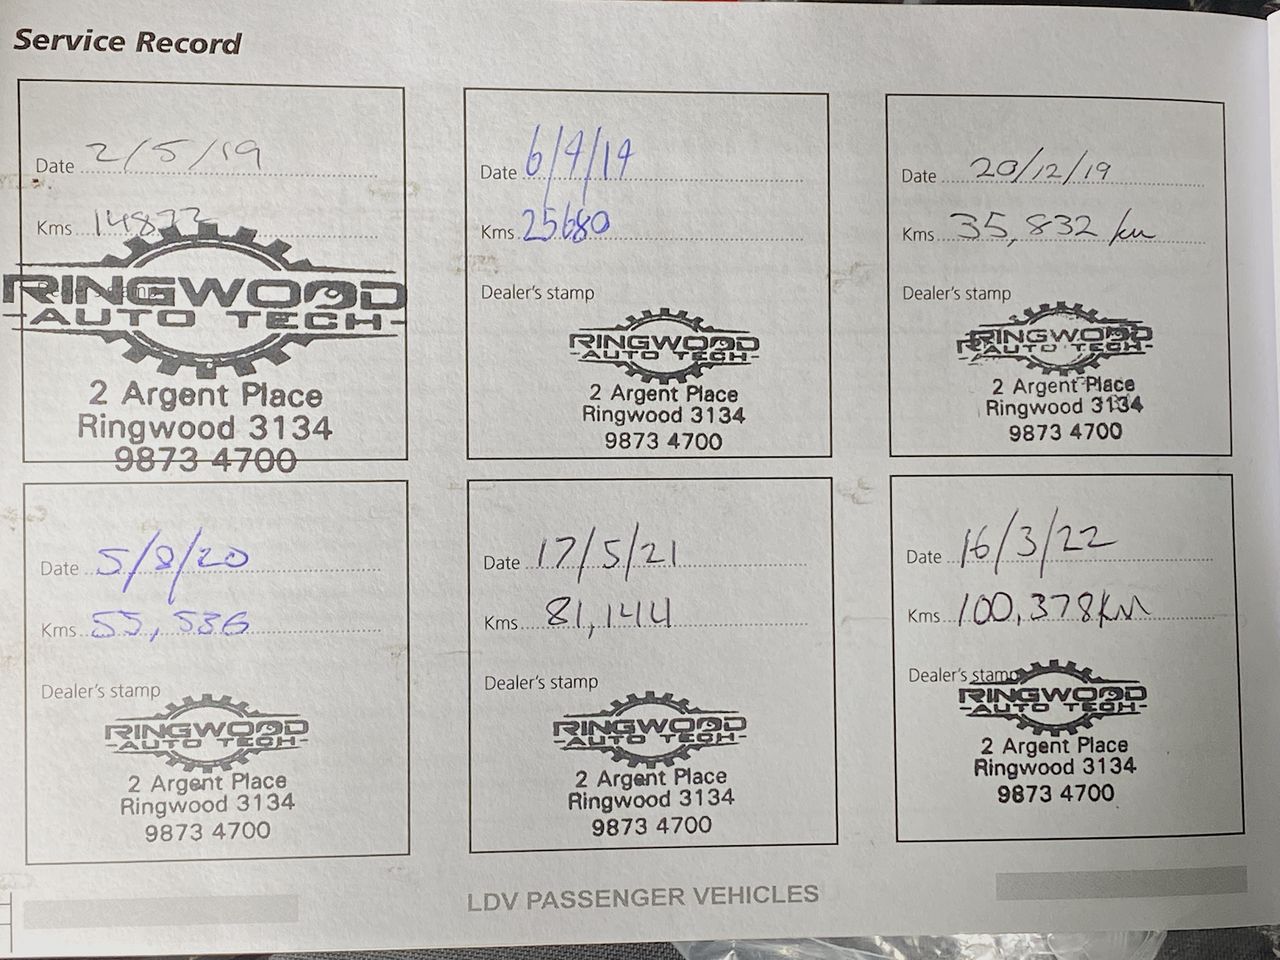 Service Record
Date 2/5/19
Kms 14872
RINGWOOD
AUTO TECH
2 Argent Place
Ringwood 3134
9873 4700
Date 6/9/19
Kms 25680
Dealer's stamp
RINGWOOD
AUTO TECH
2 Argent Place
Ringwood 3134
9873 4700
Date 20/12/19
Kms 35,832 km
Dealer's stamp
RINGWOOD
AUTO TECH
2 Argent Place
Ringwood 3134
9873 4700
Date 5/8/20
Kms 55,536
Dealer's stamp
RINGWOOD
AUTO TECH
2 Argent Place
Ringwood 3134
9873 4700
Date 17/5/21
Kms 81,144
Dealer's stamp
RINGWOOD
AUTO TECH
2 Argent Place
Ringwood 3134
9873 4700
Date 16/3/22
Kms 100,378KM
Dealer's stamp
RINGWOOD
AUTO TECH
2 Argent Place
Ringwood 3134
9873 4700
LDV PASSENGER VEHICLES